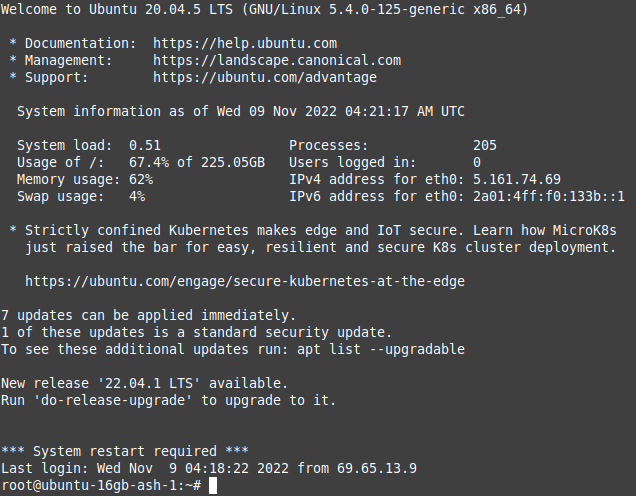 Welcome to Ubuntu 20.04.5 LTS (GNU/Linux 5.4.0-125-generic x86_64)
* Documentation:  https://help.ubuntu.com
* Management:     https://landscape.canonical.com
* Support:        https://ubuntu.com/advantage
System information as of Wed 09 Nov 2022 04:21:17 AM UTC
System load:  0.51                Processes:             205
Usage of /:   67.4% of 225.05GB   Users logged in:       0
Memory usage: 62%                 IPv4 address for eth0: 5.161.74.69
Swap usage:   4%                  IPv6 address for eth0: 2a01:4ff:f0:133b::1
* Strictly confined Kubernetes makes edge and IoT secure. Learn how MicroK8s
just raised the bar for easy, resilient and secure K8s cluster deployment.
https://ubuntu.com/engage/secure-kubernetes-at-the-edge
7 updates can be applied immediately.
1 of these updates is a standard security update.
To see these additional updates run: apt list --upgradable
New release '22.04.1 LTS' available.
Run 'do-release-upgrade' to upgrade to it.
*** System restart required ***
Last login: Wed Nov  9 04:18:22 2022 from 69.65.13.9
root@ubuntu-16gb-ash-1:~#